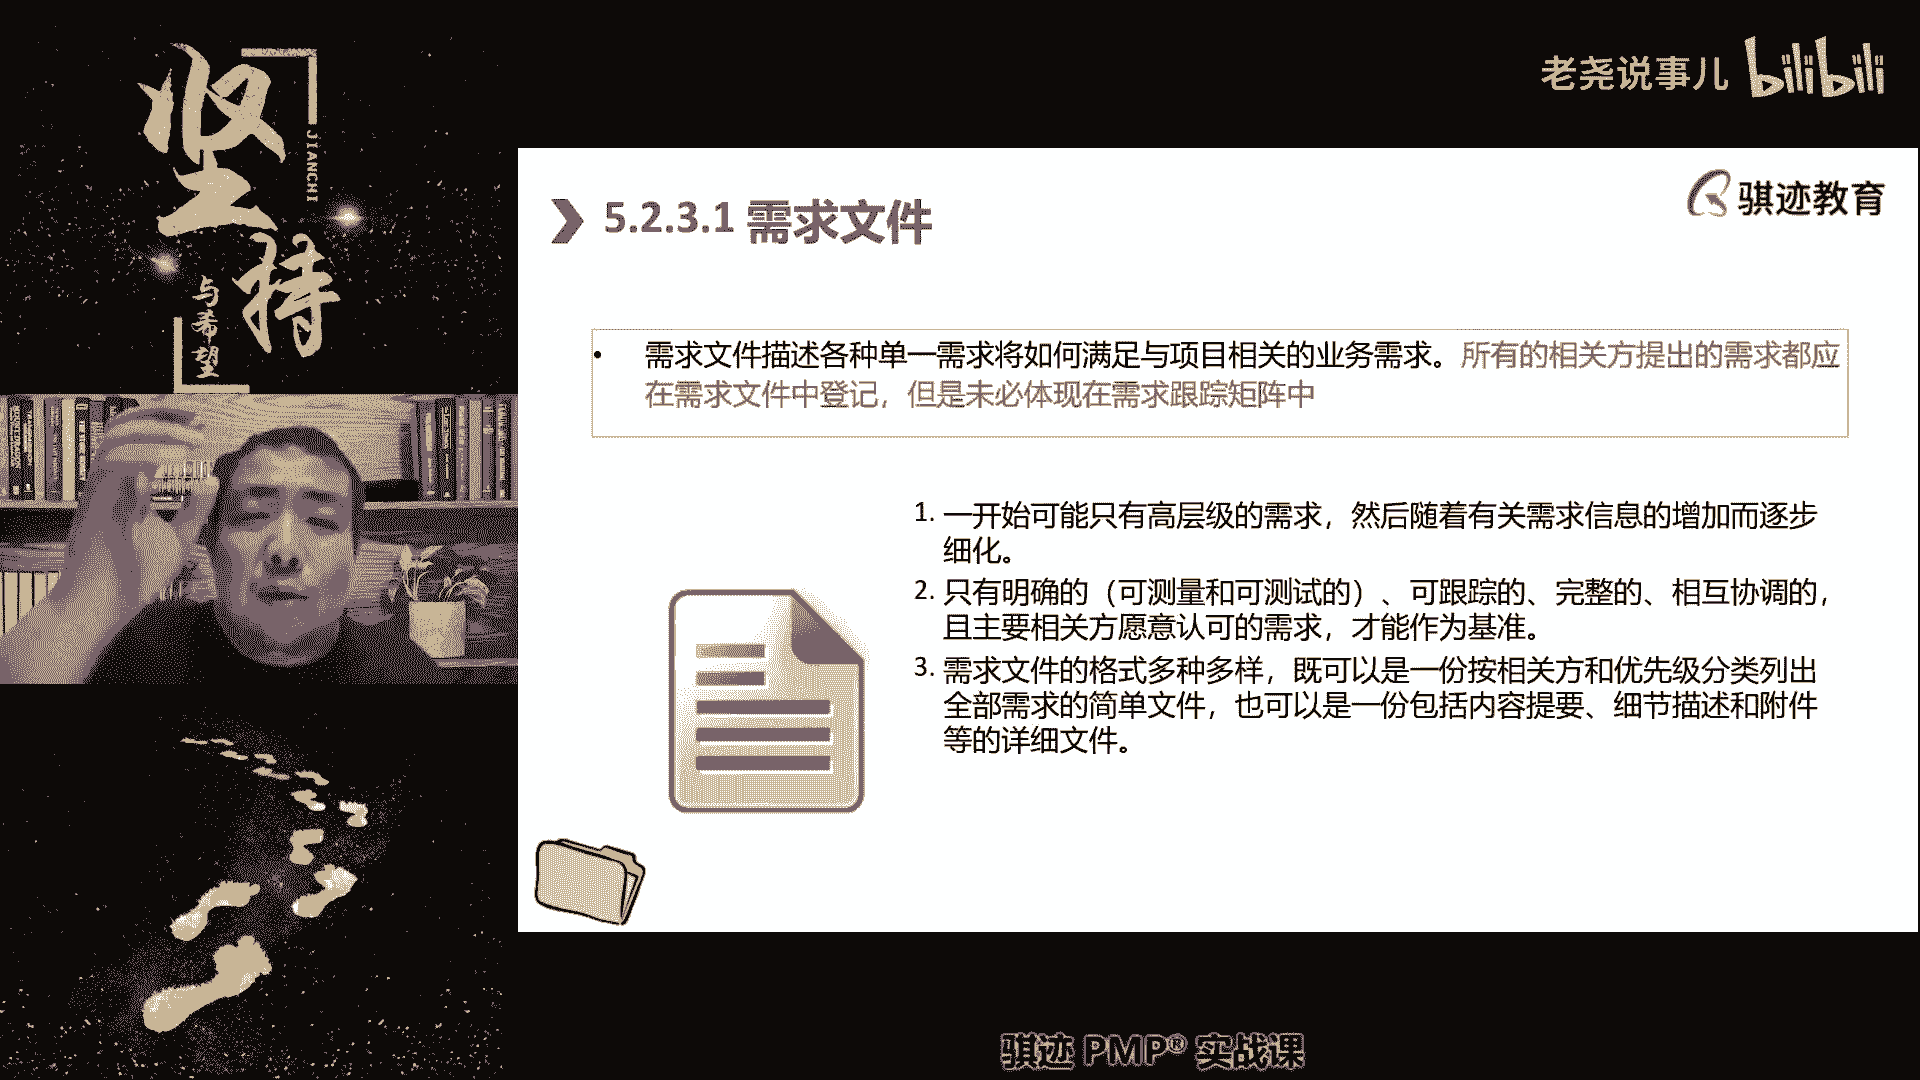 坚持
JIANCHI
与希望
老尧说事儿 bilibili
骐迹教育
5.2.3.1 需求文件
• 需求文件描述各种单一需求将如何满足与项目相关的业务需求。所有的相关方提出的需求都应
在需求文件中登记，但是未必体现在需求跟踪矩阵中
1. 一开始可能只有高层级的需求，然后随着有关需求信息的增加而逐步
细化。
2. 只有明确的（可测量和可测试的）、可跟踪的、完整的、相互协调的，
且主要相关方愿意认可的需求，才能作为基准。
3. 需求文件的格式多种多样，既可以是一份按相关方和优先级分类列出
全部需求的简单文件，也可以是一份包括内容提要、细节描述和附件
等的详细文件。
骐迹 PMP® 实战课